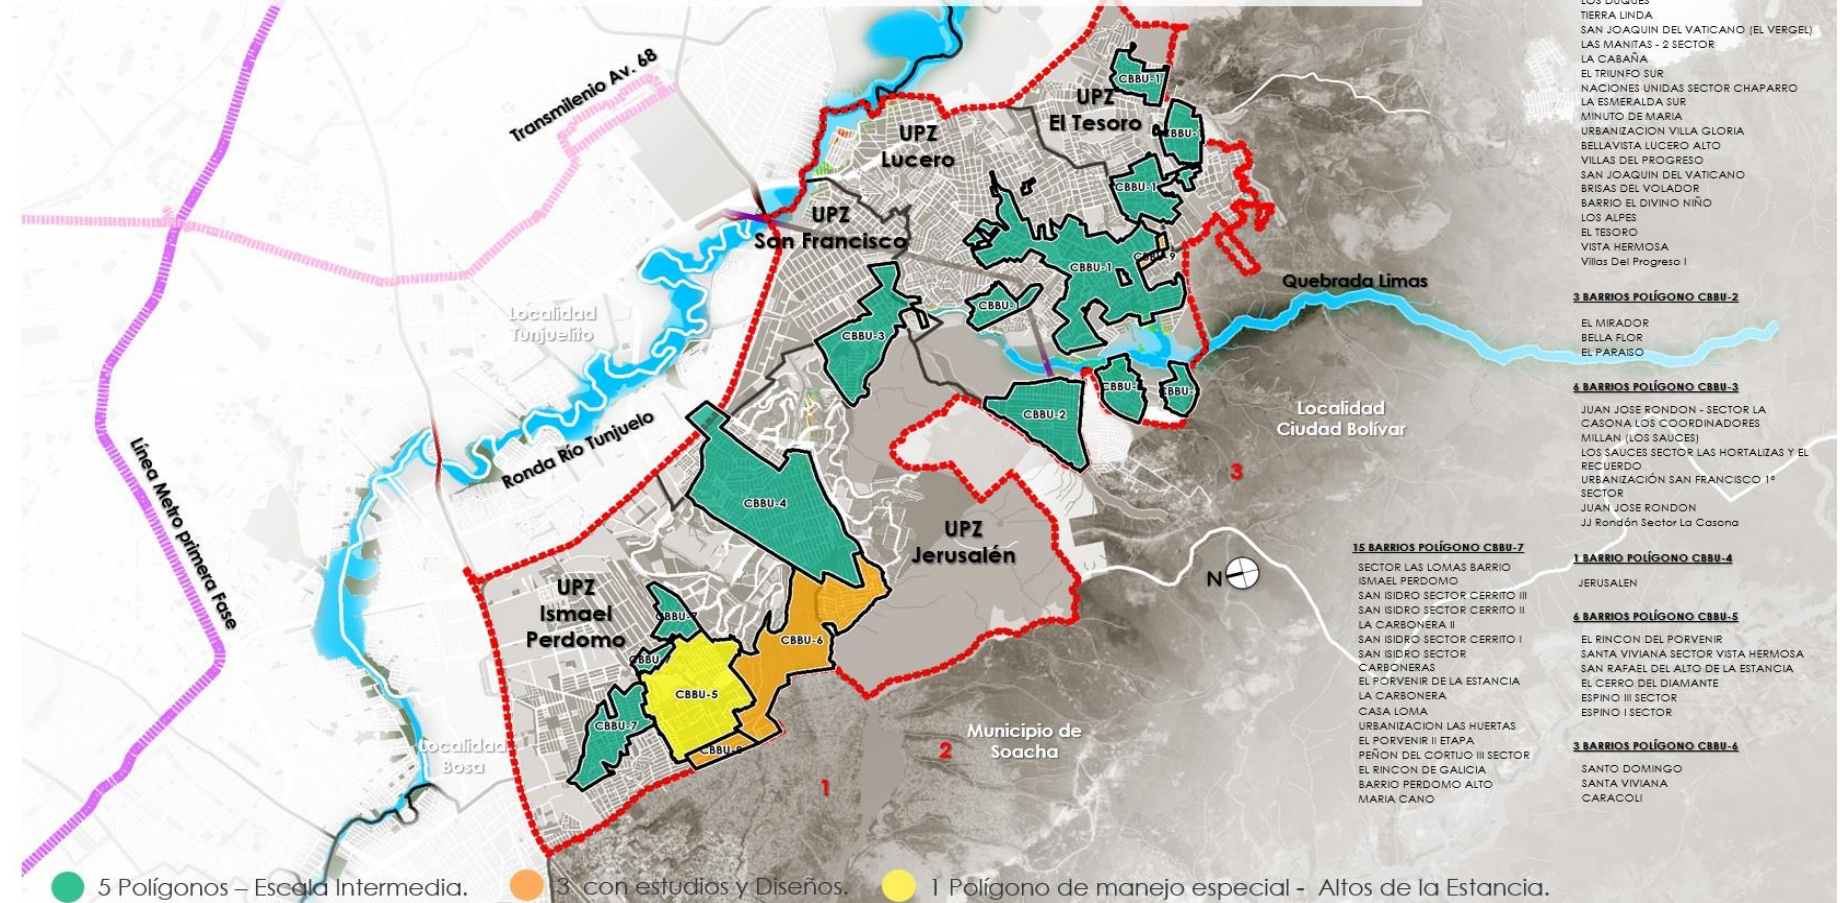 Transmilenio Av. 68
Línea Metro primera Fase
Localidad
Tunjuelito
Ronda Río Tunjuelo
Localidad
Bosa
UPZ
El Tesoro
UPZ
Lucero
UPZ
San Francisco
UPZ
Jerusalén
UPZ
Ismael
Perdomo
CBBU-1
CBBU-1
CBBU-1
CBBU-3
CBBU-2
CBBU-4
CBBU-6
CBBU-5
CBBU-7
Quebrada Limas
Localidad
Ciudad Bolívar
Municipio de
Soacha
1
2
3
N
LOS DUQUES
TIERRA LINDA
SAN JOAQUIN DEL VATICANO (EL VERGEL)
LAS MANITAS - 2 SECTOR
LA CABAÑA
EL TRIUNFO SUR
NACIONES UNIDAS SECTOR CHAPARRO
LA ESMERALDA SUR
MINUTO DE MARIA
URBANIZACION VILLA GLORIA
BELLAVISTA LUCERO ALTO
VILLAS DEL PROGRESO
SAN JOAQUIN DEL VATICANO
BRISAS DEL VOLADOR
BARRIO EL DIVINO NIÑO
LOS ALPES
EL TESORO
VISTA HERMOSA
Villas Del Progreso I
3 BARRIOS POLÍGONO CBBU-2
EL MIRADOR
BELLA FLOR
EL PARAISO
6 BARRIOS POLÍGONO CBBU-3
JUAN JOSE RONDON - SECTOR LA
CASONA LOS COORDINADORES
MILLAN (LOS SAUCES)
LOS SAUCES SECTOR LAS HORTALIZAS Y EL
RECUERDO
URBANIZACIÓN SAN FRANCISCO 1º
SECTOR
JUAN JOSE RONDON
JJ Rondón Sector La Casona
1 BARRIO POLÍGONO CBBU-4
JERUSALEN
6 BARRIOS POLÍGONO CBBU-5
EL RINCON DEL PORVENIR
SANTA VIVIANA SECTOR VISTA HERMOSA
SAN RAFAEL DEL ALTO DE LA ESTANCIA
EL CERRO DEL DIAMANTE
ESPINO III SECTOR
ESPINO I SECTOR
3 BARRIOS POLÍGONO CBBU-6
SANTO DOMINGO
SANTA VIVIANA
CARACOLI
15 BARRIOS POLÍGONO CBBU-7
SECTOR LAS LOMAS BARRIO
ISMAEL PERDOMO
SAN ISIDRO SECTOR CERRITO III
SAN ISIDRO SECTOR CERRITO II
LA CARBONERA II
SAN ISIDRO SECTOR CERRITO I
SAN ISIDRO SECTOR
CARBONERAS
EL PORVENIR DE LA ESTANCIA
LA CARBONERA
CASA LOMA
URBANIZACION LAS HUERTAS
EL PORVENIR II ETAPA
PEÑON DEL CORTIJO III SECTOR
EL RINCON DE GALICIA
BARRIO PERDOMO ALTO
MARIA CANO
5 Polígonos – Escala Intermedia.
3 con estudios y Diseños.
1 Polígono de manejo especial - Altos de la Estancia.